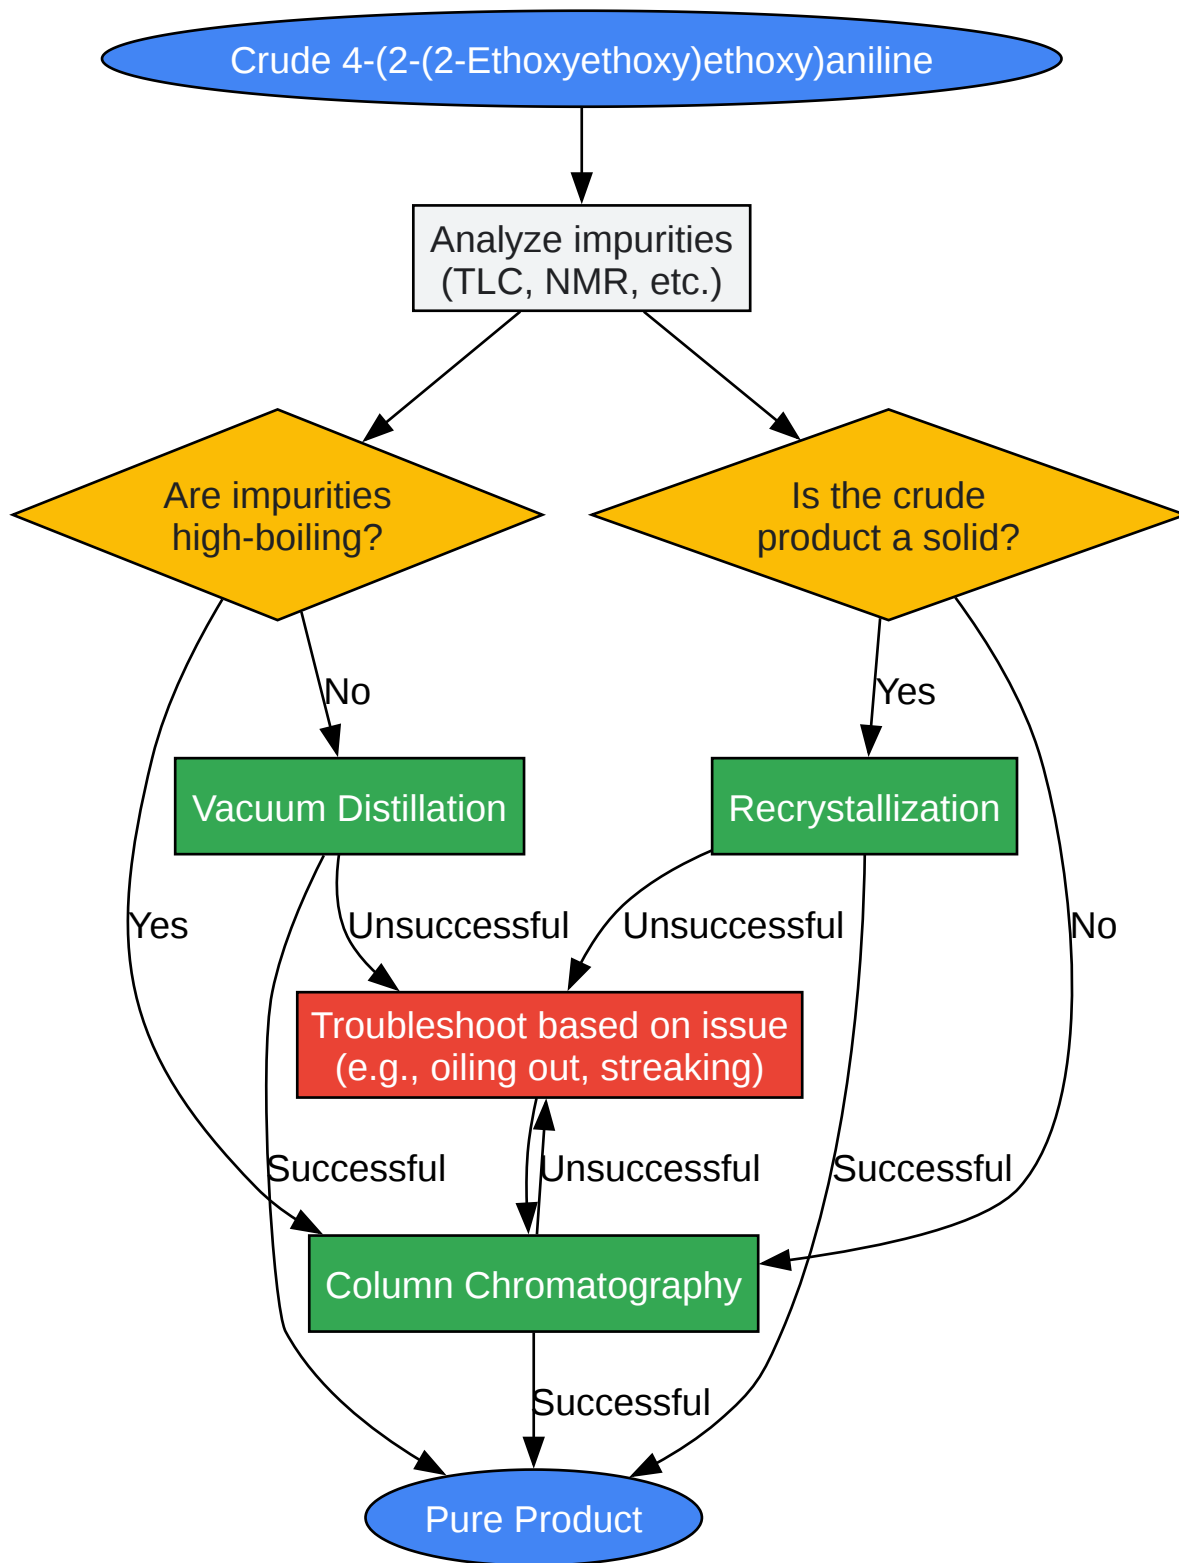 Crude 4-(2-(2-Ethoxyethoxy)ethoxy)aniline
Analyze impurities
(TLC, NMR, etc.)
Are impurities
high-boiling?
Is the crude
product a solid?
No
Yes
Vacuum Distillation
Recrystallization
Yes
Unsuccessful
Unsuccessful
No
Troubleshoot based on issue
(e.g., oiling out, streaking)
Successful
Unsuccessful
Successful
Column Chromatography
Successful
Pure Product